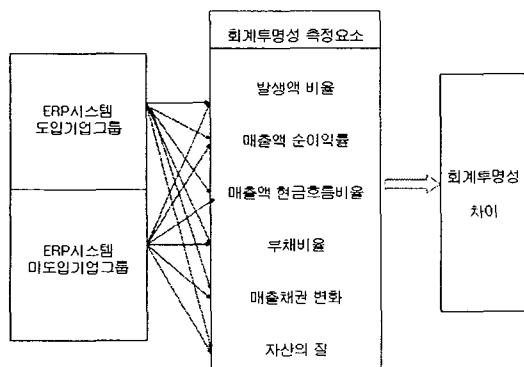 회계투명성 측정요소
ERP시스템
도입기업그룹
ERP시스템
미도입기업그룹
발생액 비율
매출액 순이익률
매출액 현금흐름비율
부채비율
매출채권 변화
자산의 질
회계투명성
차이